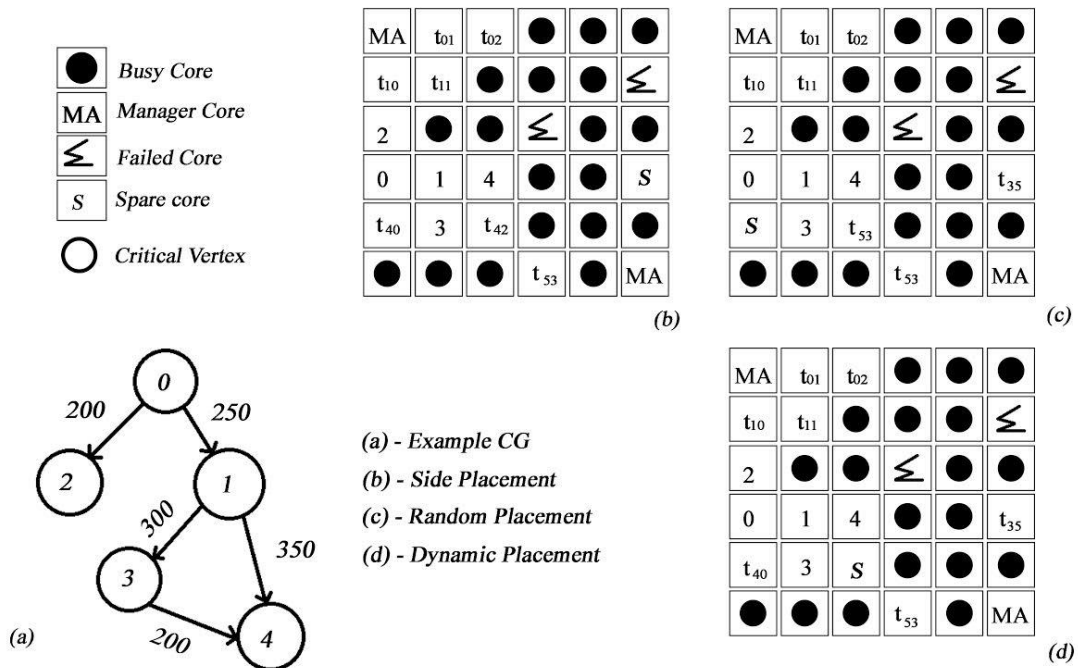 Busy Core
MA Manager Core
Failed Core
S Spare core
Critical Vertex
MA t01 t02
t10 t11
2
0 1 4 S
t40 3 t42
t53 MA
(b)
MA t01 t02
t10 t11
2
0 1 4 t35
S 3 t53
t53 MA
(c)
0
200 250
2 1
300 350
3
200 4
(a)
(a) - Example CG
(b) - Side Placement
(c) - Random Placement
(d) - Dynamic Placement
MA t01 t02
t10 t11
2
0 1 4 t35
t40 3 S
t53 MA
(d)